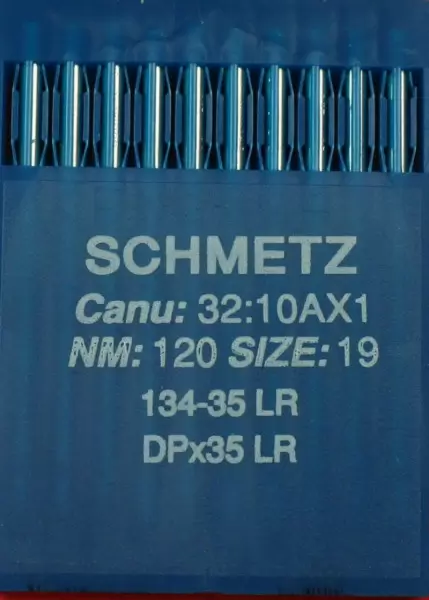 SCHMETZ
Canu: 32:10AX1
NM: 120 SIZE: 19
134-35 LR
DPx35 LR